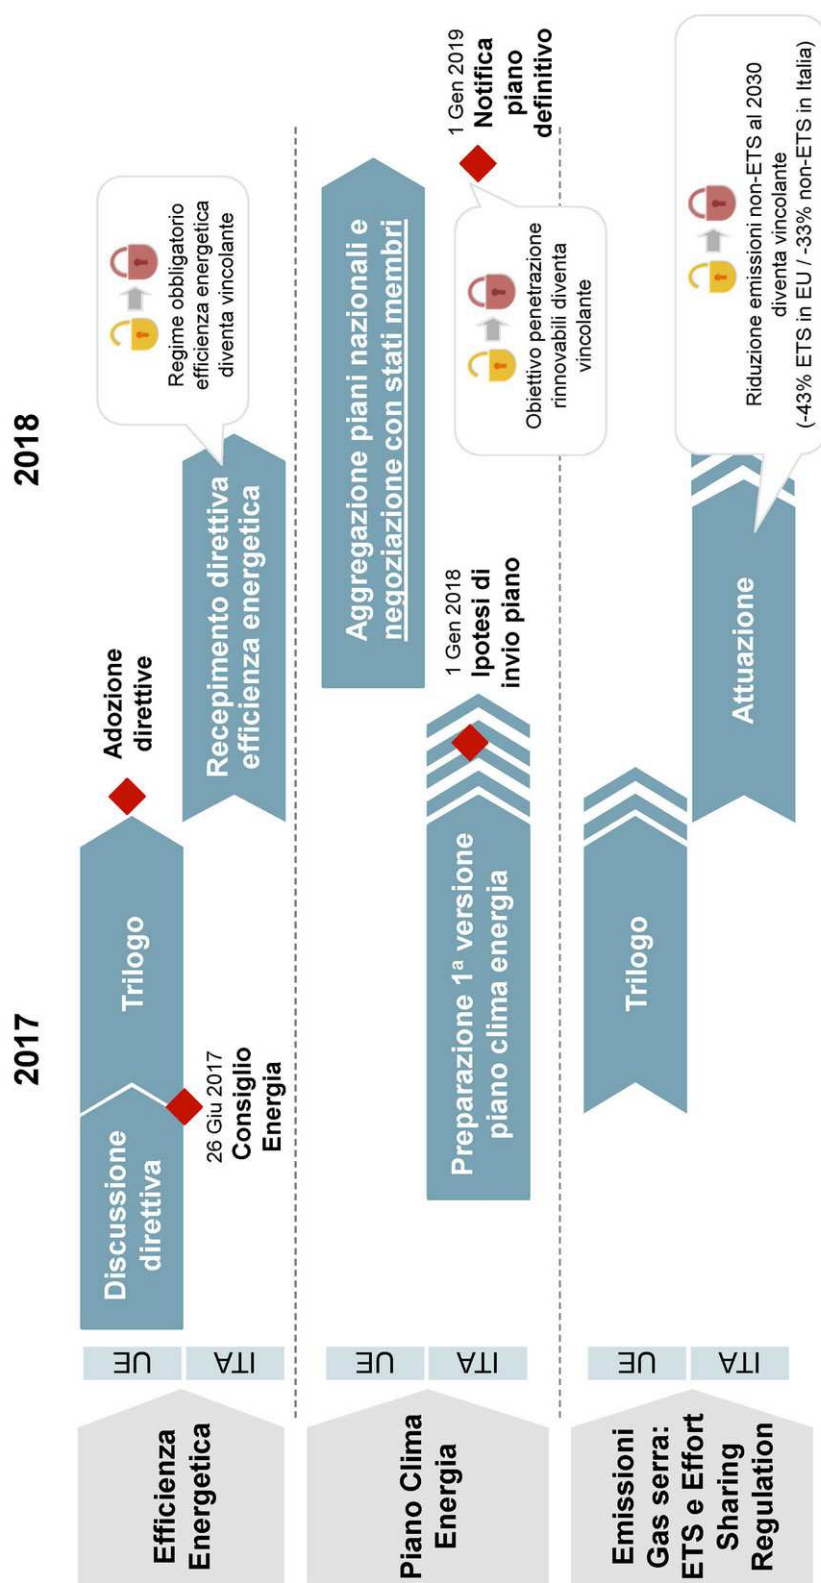 2017
2018
Efficienza
Energetica
UE
ITA
Discussione
direttiva
Trilogo
Adozione
direttive
26 Giu 2017
Consiglio
Energia
Recepimento direttiva
efficienza energetica
Regime obbligatorio
efficienza energetica
diventa vincolante
Piano Clima
Energia
UE
ITA
Aggregazione piani nazionali e
negoziazione con stati membri
Preparazione 1ª versione
piano clima energia
1 Gen 2018
Ipotesi di
invio piano
Obiettivo penetrazione
rinnovabili diventa
vincolante
1 Gen 2019
Notifica
piano
definitivo
Emissioni
Gas serra:
ETS e Effort
Sharing
Regulation
UE
ITA
Trilogo
Attuazione
Riduzione emissioni non-ETS al 2030
diventa vincolante
(-43% ETS in EU / -33% non-ETS in Italia)